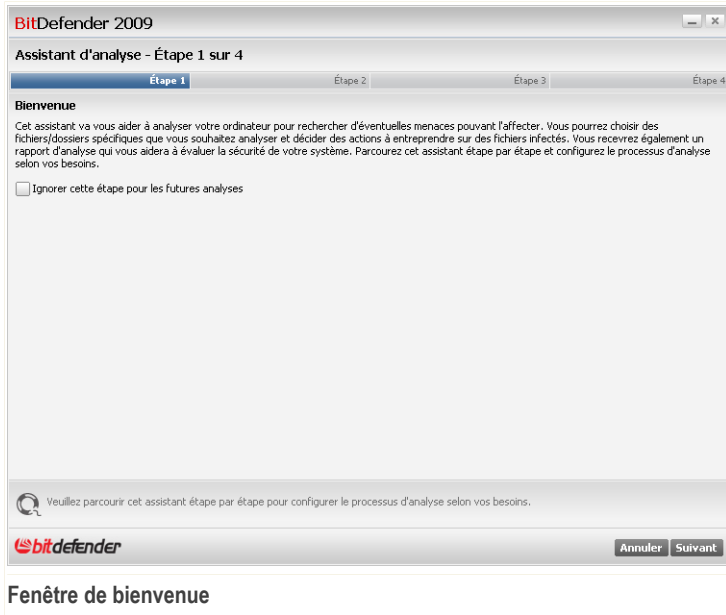 BitDefender 2009
Assistant d'analyse - Étape 1 sur 4
Étape 1
Étape 2
Étape 3
Étape 4
Bienvenue
Cet assistant va vous aider à analyser votre ordinateur pour rechercher d'éventuelles menaces pouvant l'affecter. Vous pourrez choisir des
fichiers/dossiers spécifiques que vous souhaitez analyser et décider des actions à entreprendre sur des fichiers infectés. Vous recevrez également un
rapport d'analyse qui vous aidera à évaluer la sécurité de votre système. Parcourez cet assistant étape par étape et configurez le processus d'analyse
selon vos besoins.
Ignorer cette étape pour les futures analyses
Veuillez parcourir cet assistant étape par étape pour configurer le processus d'analyse selon vos besoins.
bitdefender
Annuler
Suivant
Fenêtre de bienvenue